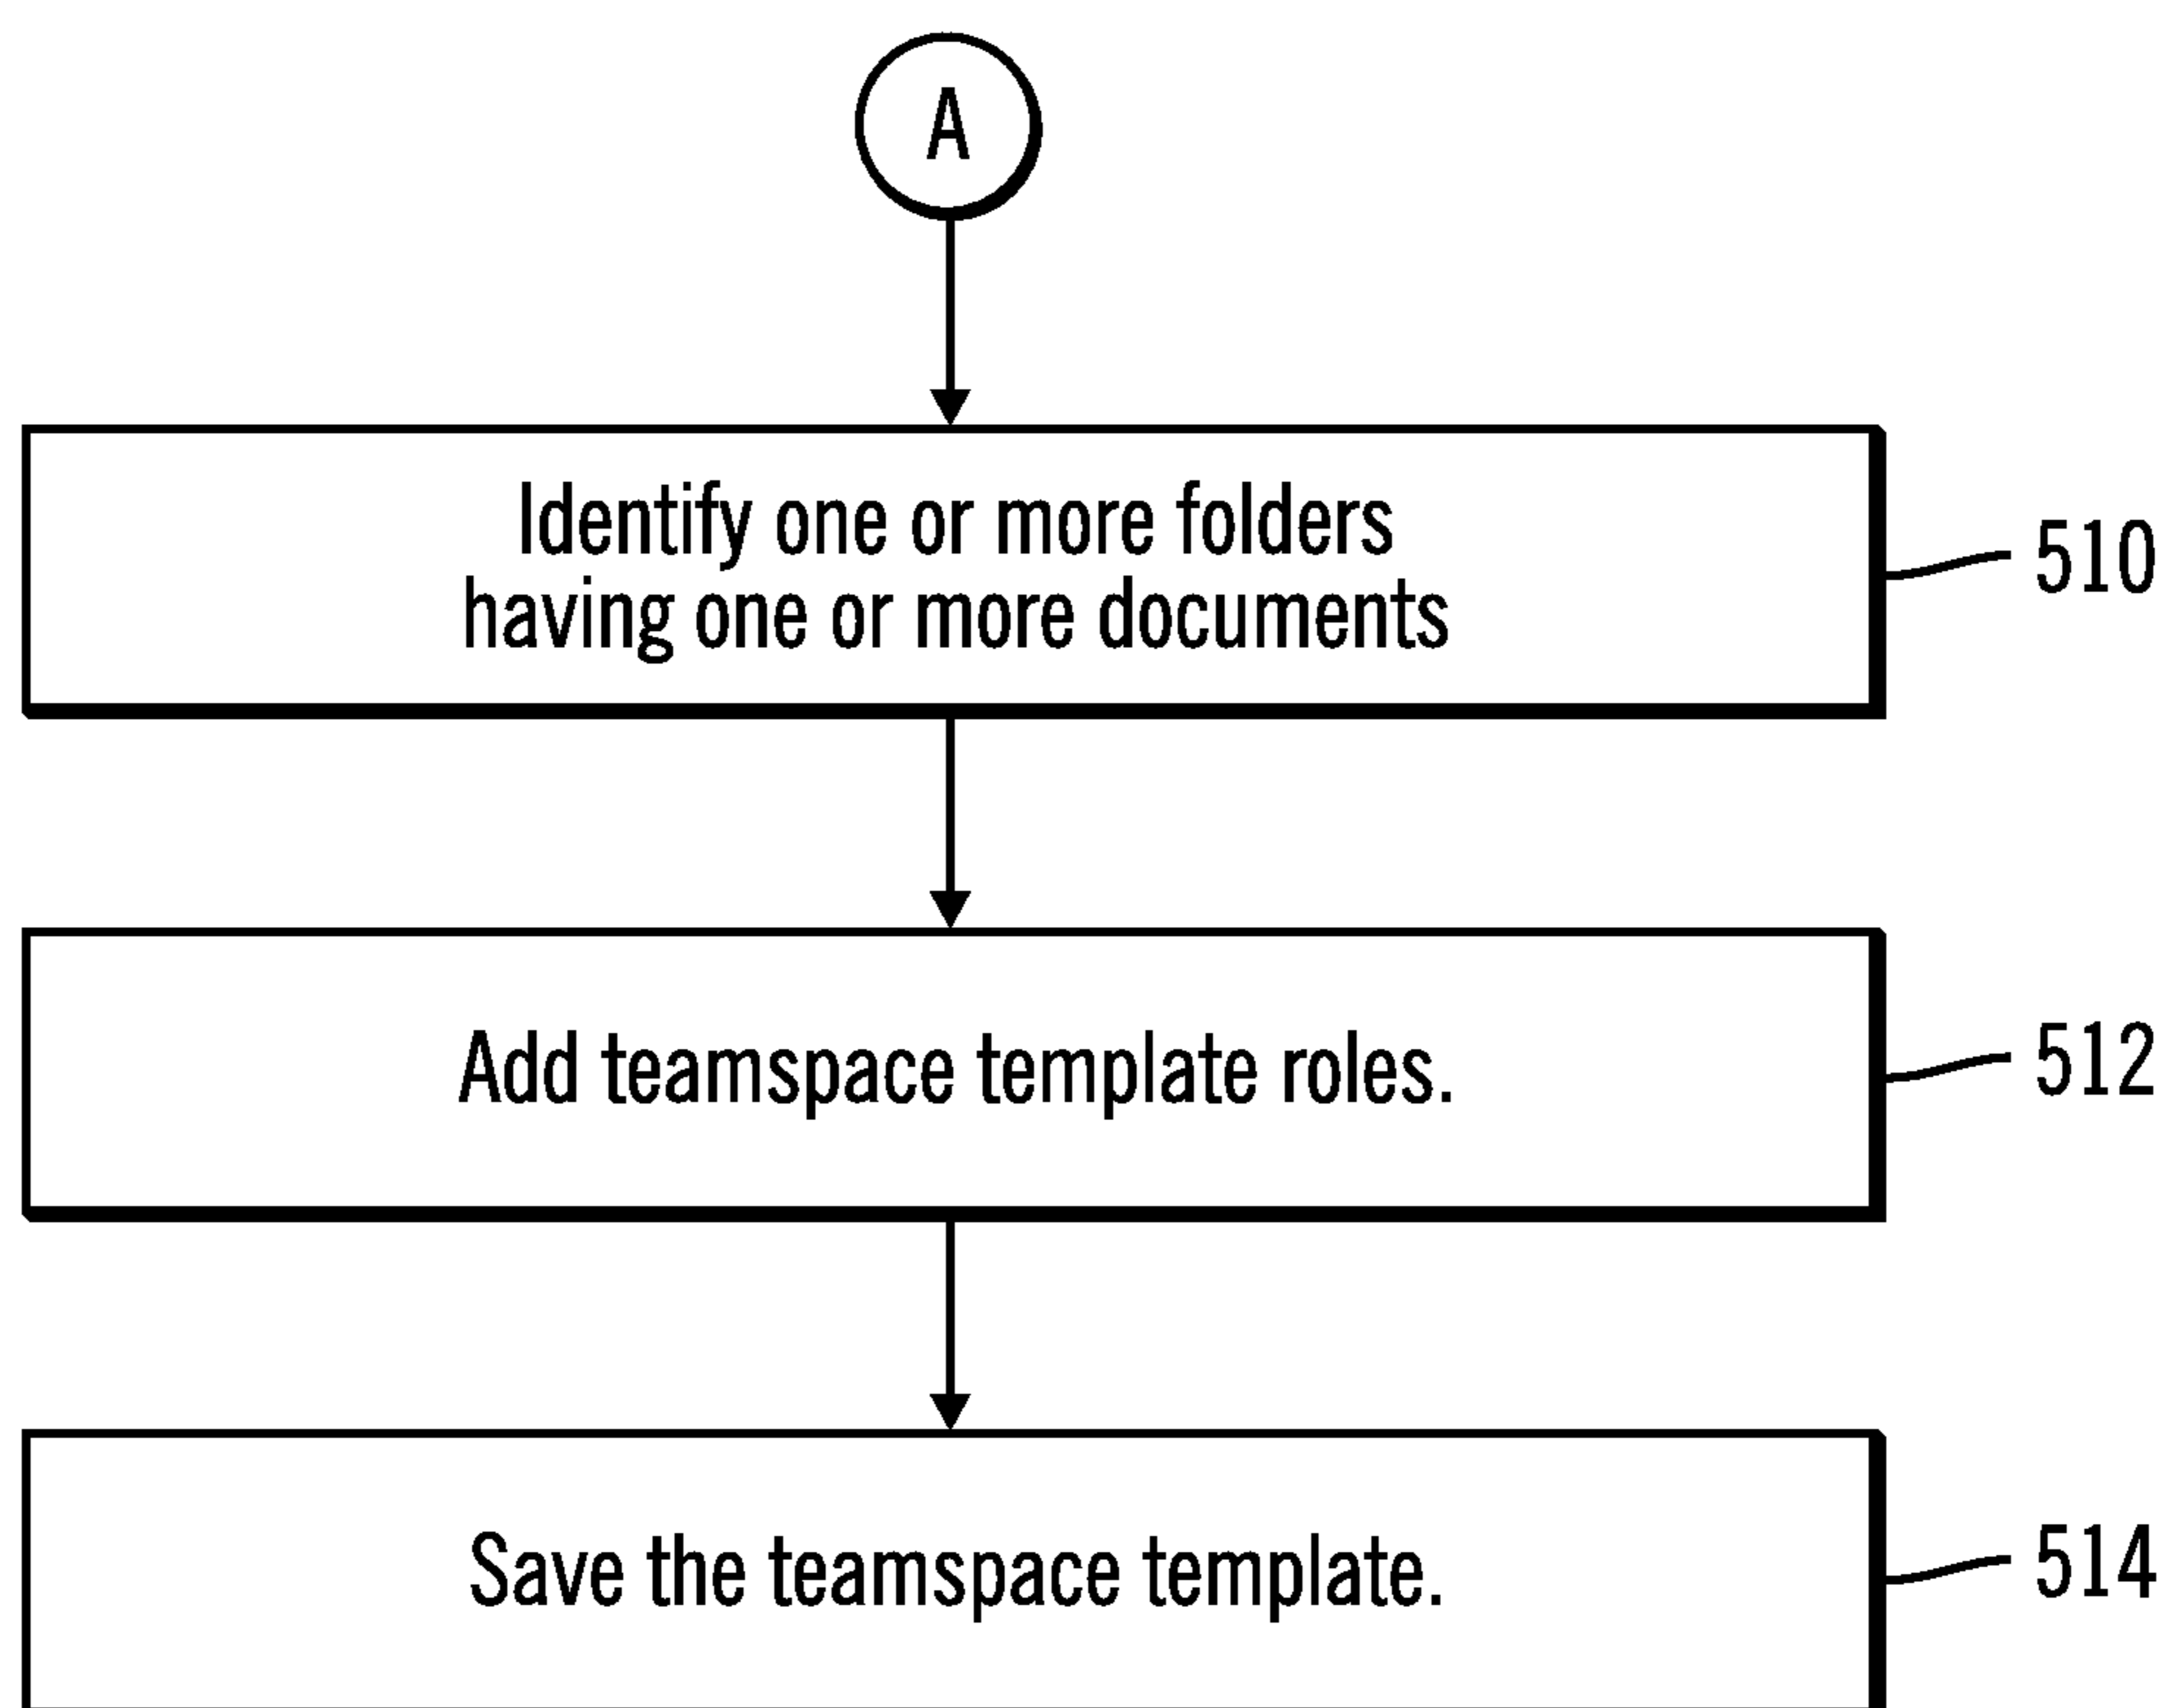 A
Identify one or more folders
having one or more documents
510
Add teamspace template roles.
512
Save the teamspace template.
514